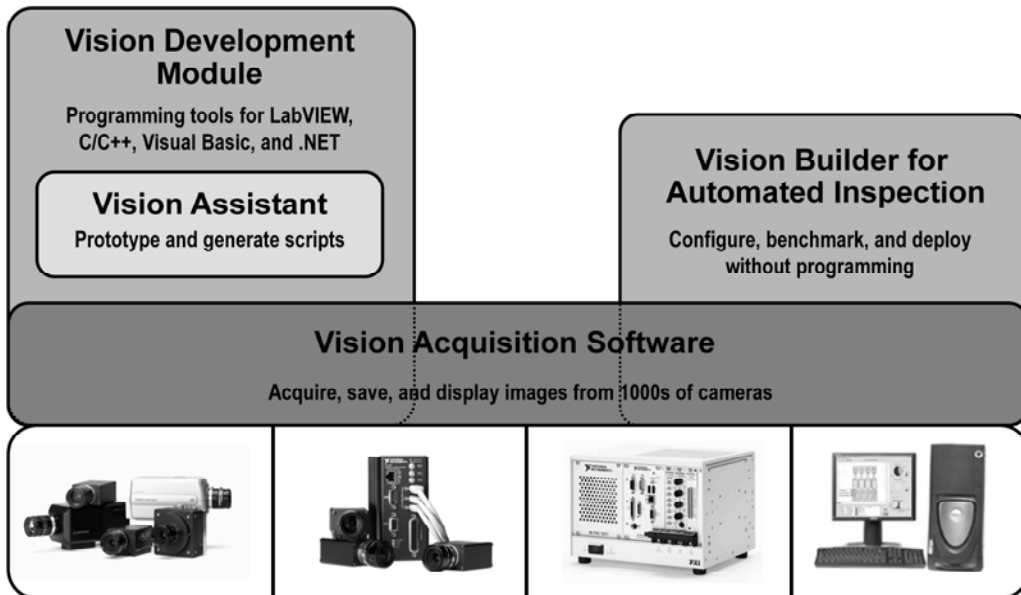 Vision Development
Module
Programming tools for LabVIEW,
C/C++, Visual Basic, and .NET
Vision Assistant
Prototype and generate scripts
Vision Builder for
Automated Inspection
Configure, benchmark, and deploy
without programming
Vision Acquisition Software
Acquire, save, and display images from 1000s of cameras
PXI